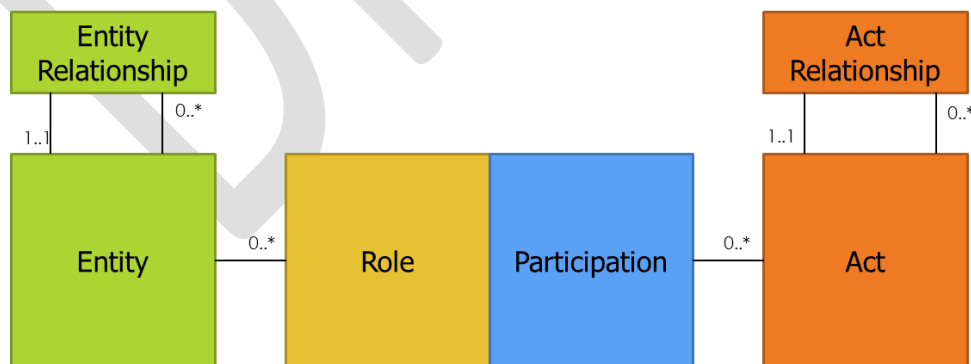 Entity
Relationship
Act
Relationship
0..*
0..*
1..1
1..1
0..*
0..*
Entity
Role
Participation
Act